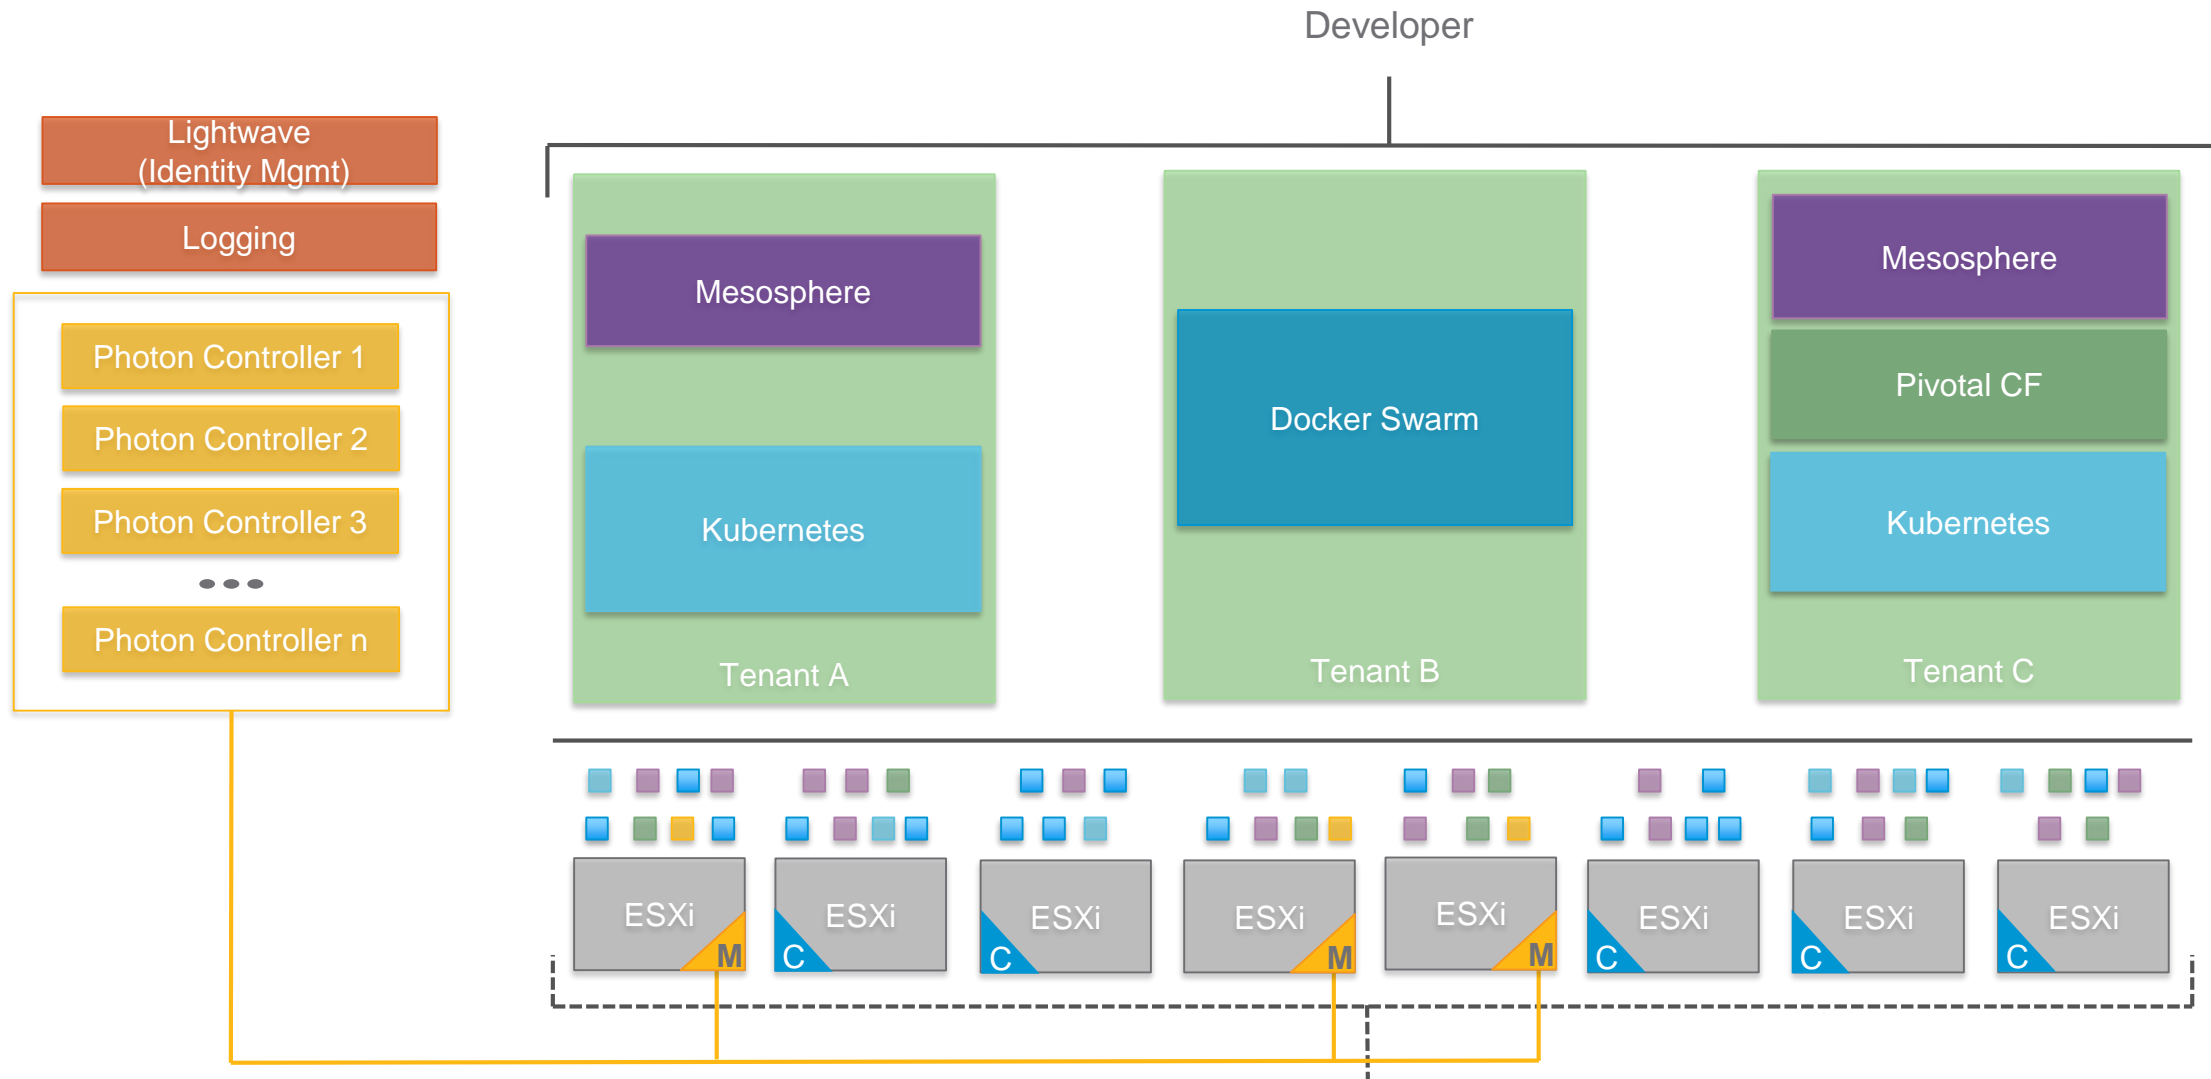 Developer
Lightwave
(Identity Mgmt)
Logging
Photon Controller 1
Photon Controller 2
Photon Controller 3
Photon Controller n
Mesosphere
Kubernetes
Tenant A
Docker Swarm
Tenant B
Mesosphere
Pivotal CF
Kubernetes
Tenant C
ESXi
M
ESXi
C
ESXi
C
ESXi
M
ESXi
M
ESXi
C
ESXi
C
ESXi
C